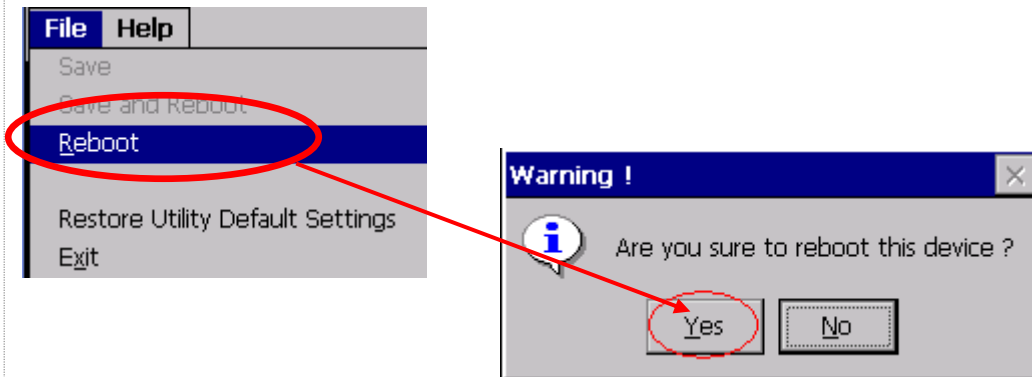 File Help
Save
Save and Reboot
Reboot
Restore Utility Default Settings
Exit
Warning !
Are you sure to reboot this device ?
Yes No